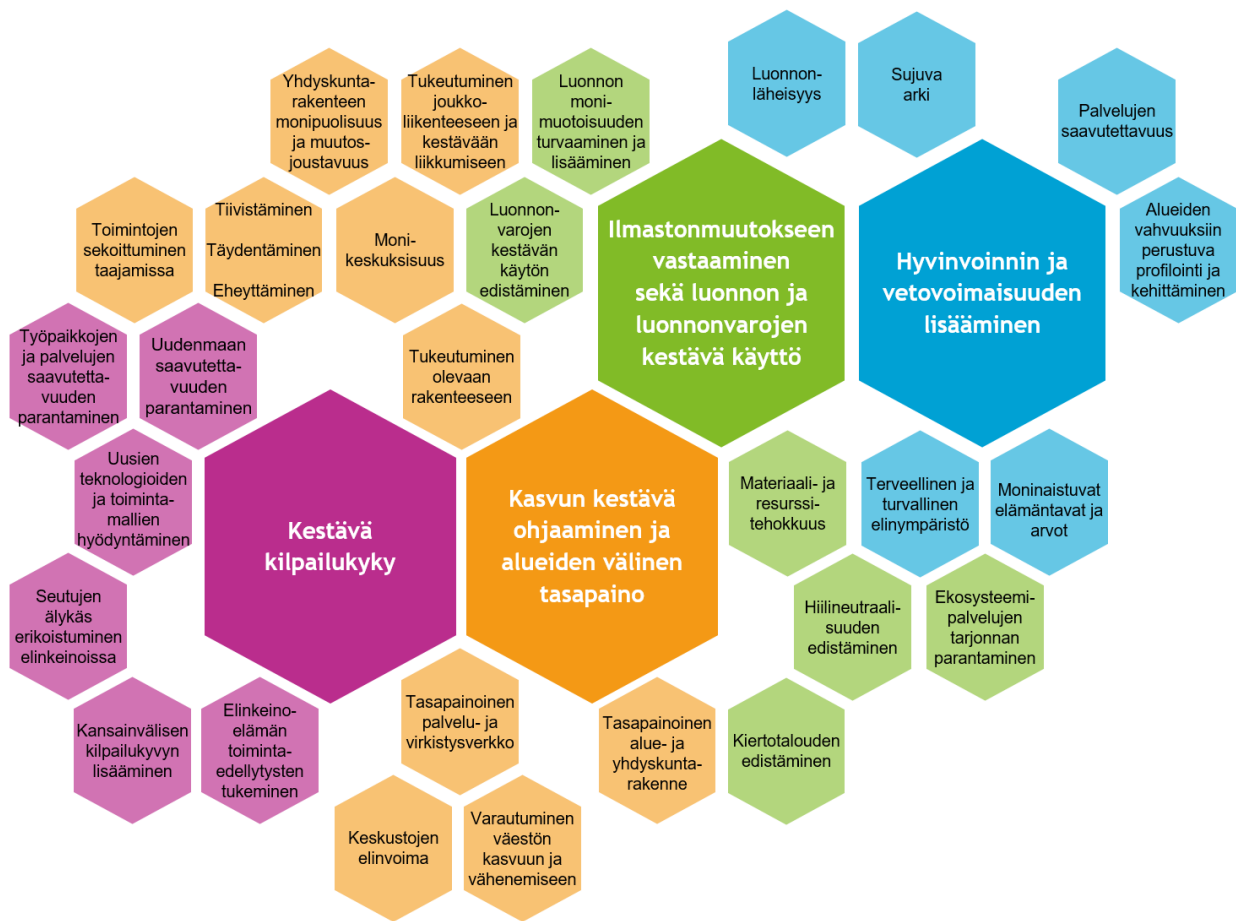 Yhdyskunta-
rakenteen
monipuolisuus
ja muutos-
joustavuus
Tukeutuminen
joukko-
liikenteeseen ja
kestävään
liikkumiseen
Luonnon
moni-
muotoisuuden
turvaaminen ja
lisääminen
Luonnon-
läheisyys
Sujuva
arki
Palvelujen
saavutettavuus
Toimintojen
sekoittuminen
taajamissa
Tiivistäminen
Täydentäminen
Eheyttäminen
Moni-
keskuksisuus
Luonnon-
varojen
kestävän
käytön
edistäminen
Ilmastonmuutokseen
vastaaminen
sekä luonnon ja
luonnonvarojen
kestävä käyttö
Hyvinvoinnin ja
vetovoimaisuuden
lisääminen
Alueiden
vahvuuksiin
perustuva
profilointi ja
kehittäminen
Työpaikkojen
ja palvelujen
saavutetta-
vuuden
parantaminen
Uudenmaan
saavutetta-
vuuden
parantaminen
Tukeutuminen
olevaan
rakenteeseen
Uusien
teknologioiden
ja toiminta-
mallien
hyödyntäminen
Kestävä
kilpailukyky
Kasvun kestävä
ohjaaminen ja
alueiden välinen
tasapaino
Materiaali- ja
resurssi-
tehokkuus
Terveellinen ja
turvallinen
elinympäristö
Moninaistuvat
elämäntavat ja
arvot
Seutujen
älykäs
erikoistuminen
elinkeinoissa
Hiilineutraali-
suuden
edistäminen
Ekosysteemi-
palvelujen
tarjonnan
parantaminen
Kansainvälisen
kilpailukyvyn
lisääminen
Elinkeino-
elämän
toiminta-
edellytysten
tukeminen
Tasapainoinen
palvelu- ja
virkistysverkko
Tasapainoinen
alue- ja
yhdyskunta-
rakenne
Kiertotalouden
edistäminen
Keskustojen
elinvoima
Varautuminen
väestön
kasvuun ja
vähenemiseen